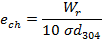 e_ch = W_r / (10 σd_304)